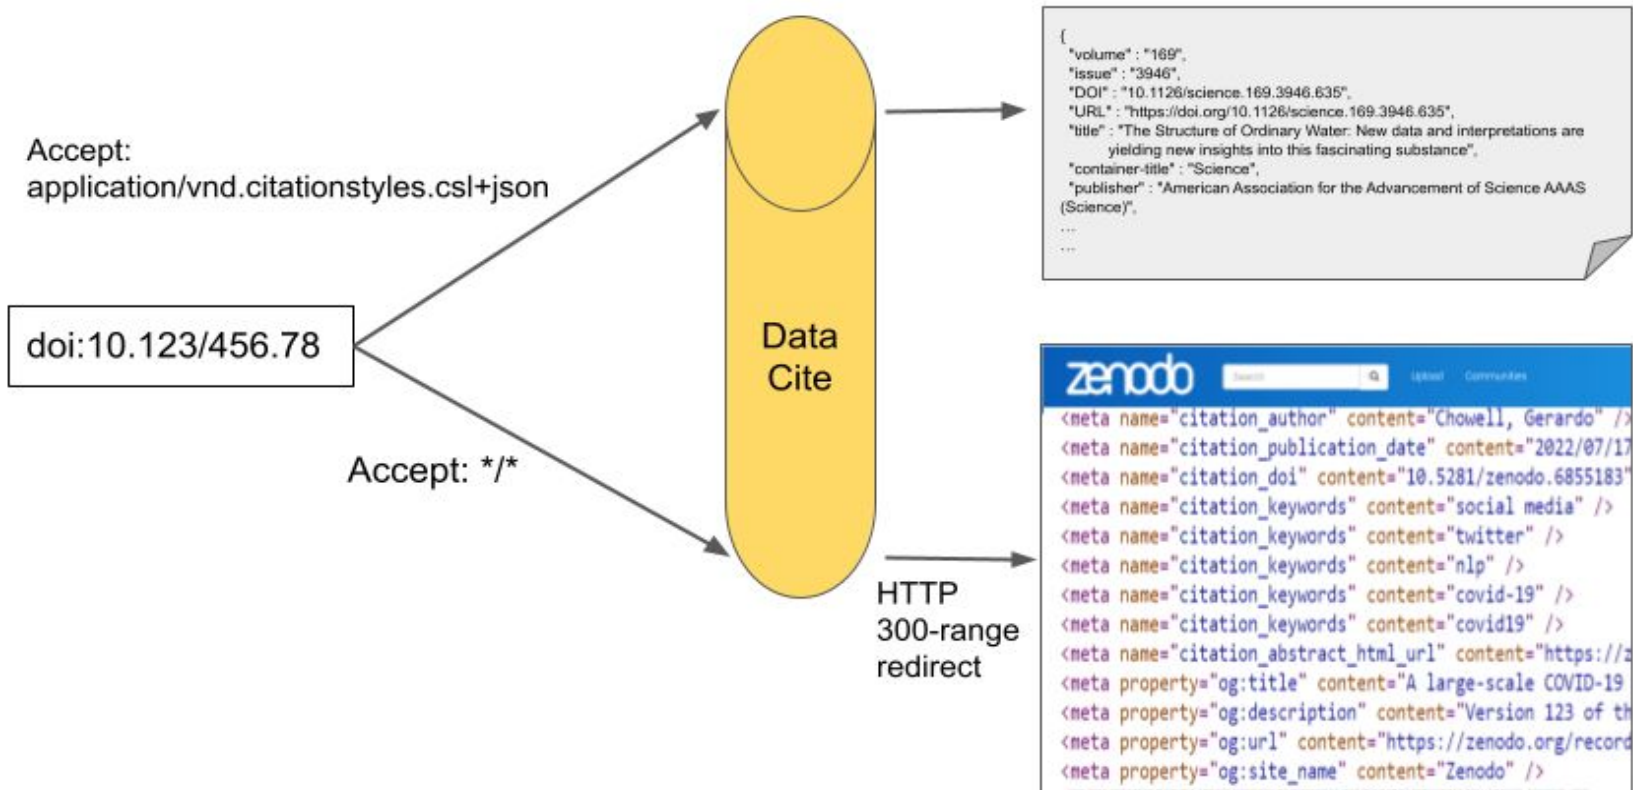 Accept:
application/vnd.citationstyles.csl+json
doi:10.123/456.78
Accept: */*
Data
Cite
HTTP
300-range
redirect
{
"volume" : "169",
"issue" : "3946",
"DOI" : "10.1126/science.169.3946.635",
"URL" : "https://doi.org/10.1126/science.169.3946.635",
"title" : "The Structure of Ordinary Water: New data and interpretations are
yielding new insights into this fascinating substance",
"container-title" : "Science",
"publisher" : "American Association for the Advancement of Science AAAS
(Science)",
...
...
zenodo
Search
Upload
Communities
<meta name="citation_author" content="Chowell, Gerardo" />
<meta name="citation_publication_date" content="2022/07/17
<meta name="citation_doi" content="10.5281/zenodo.6855183"
<meta name="citation_keywords" content="social media" />
<meta name="citation_keywords" content="twitter" />
<meta name="citation_keywords" content="nlp" />
<meta name="citation_keywords" content="covid-19" />
<meta name="citation_keywords" content="covid19" />
<meta name="citation_abstract_html_url" content="https://z
<meta property="og:title" content="A large-scale COVID-19
<meta property="og:description" content="Version 123 of th
<meta property="og:url" content="https://zenodo.org/record
<meta property="og:site_name" content="Zenodo" />